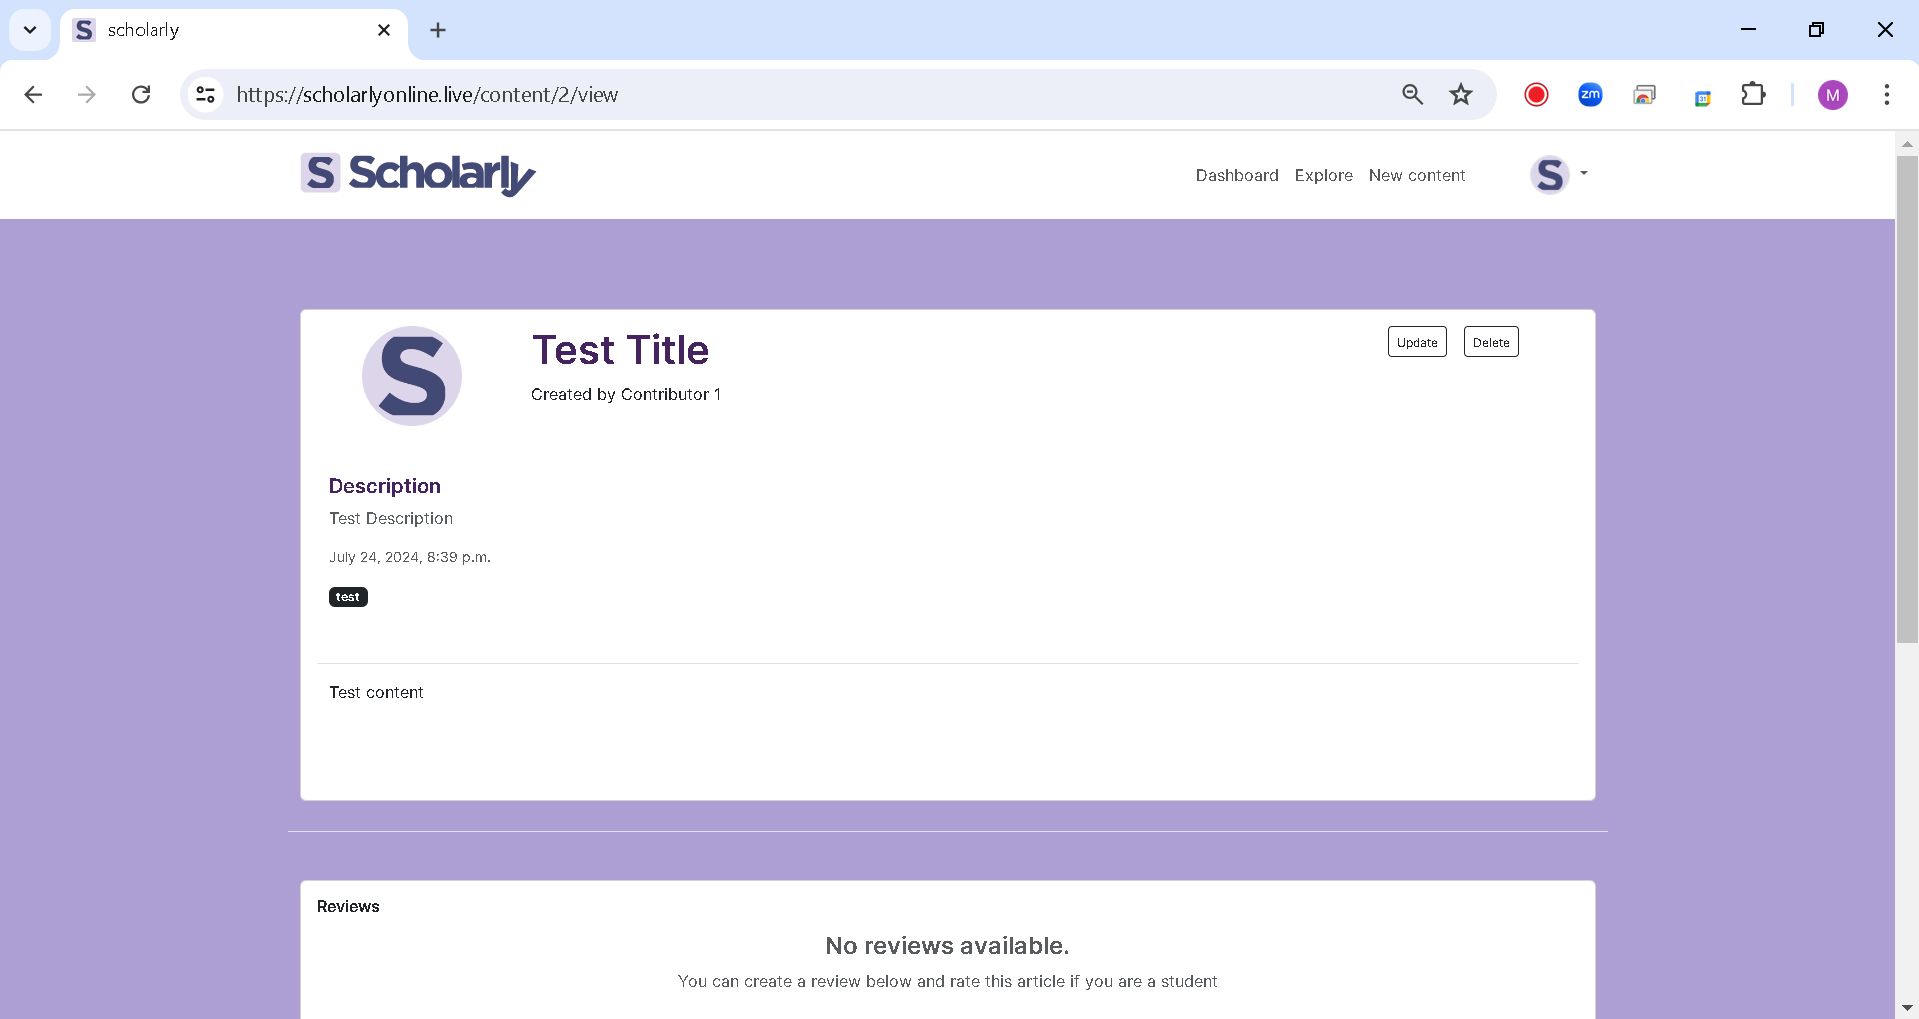 S scholarly
https://scholarlyonline.live/content/2/view
zm
31
M
S Scholarly
Dashboard Explore New content
S
S
Test Title
Update Delete
Created by Contributor 1
Description
Test Description
July 24, 2024, 8:39 p.m.
test
Test content
Reviews
No reviews available.
You can create a review below and rate this article if you are a student